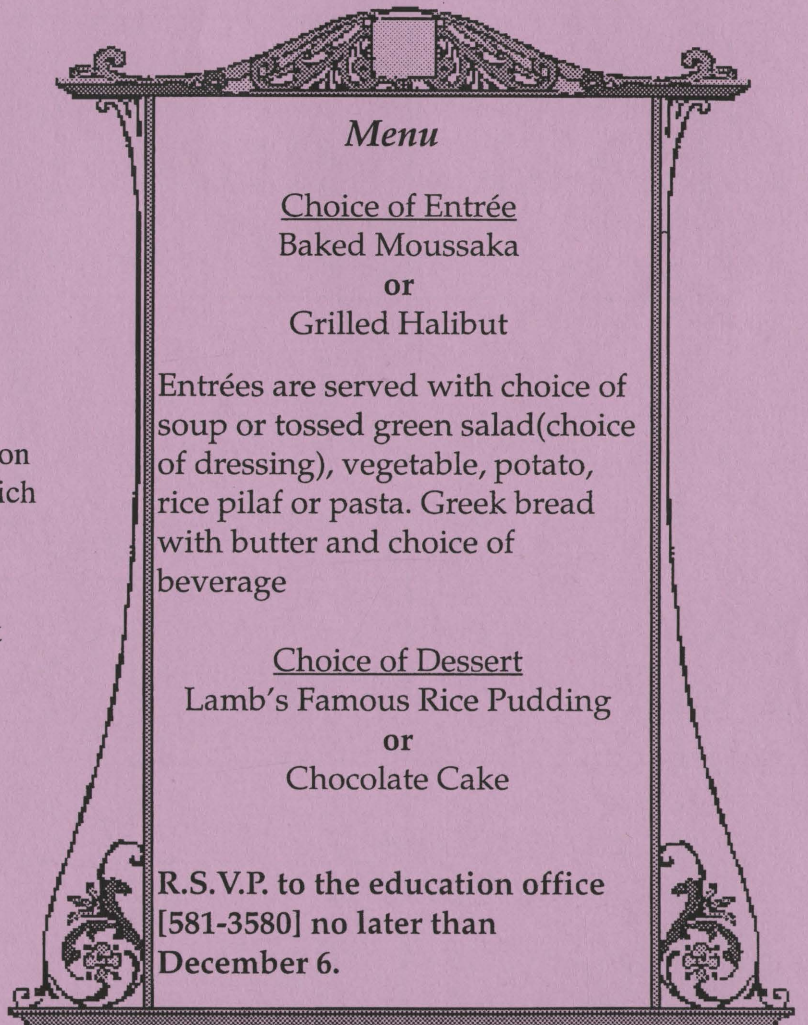 Menu
Choice of Entrée
Baked Moussaka
or
Grilled Halibut
Entrées are served with choice of
soup or tossed green salad(choice
of dressing), vegetable, potato,
rice pilaf or pasta. Greek bread
with butter and choice of
beverage
Choice of Dessert
Lamb's Famous Rice Pudding
or
Chocolate Cake
R.S.V.P. to the education office
[581-3580] no later than
December 6.